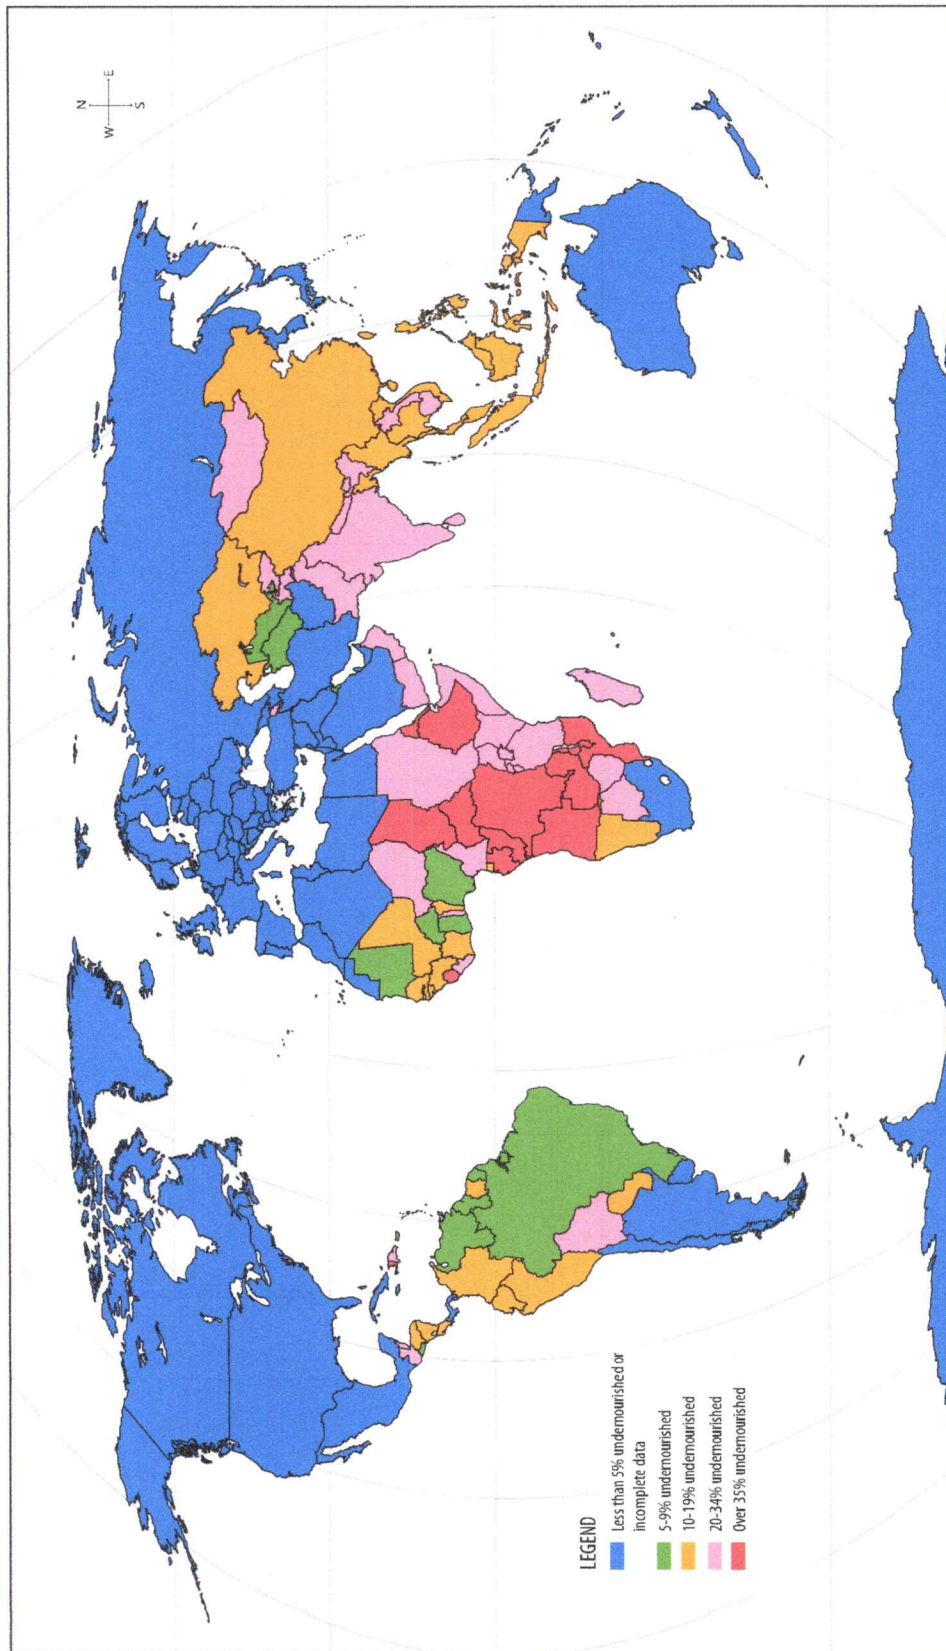 N
W E
S
LEGEND
Less than 5% undernourished or
incomplete data
5-9% undernourished
10-19% undernourished
20-34% undernourished
Over 35% undernourished